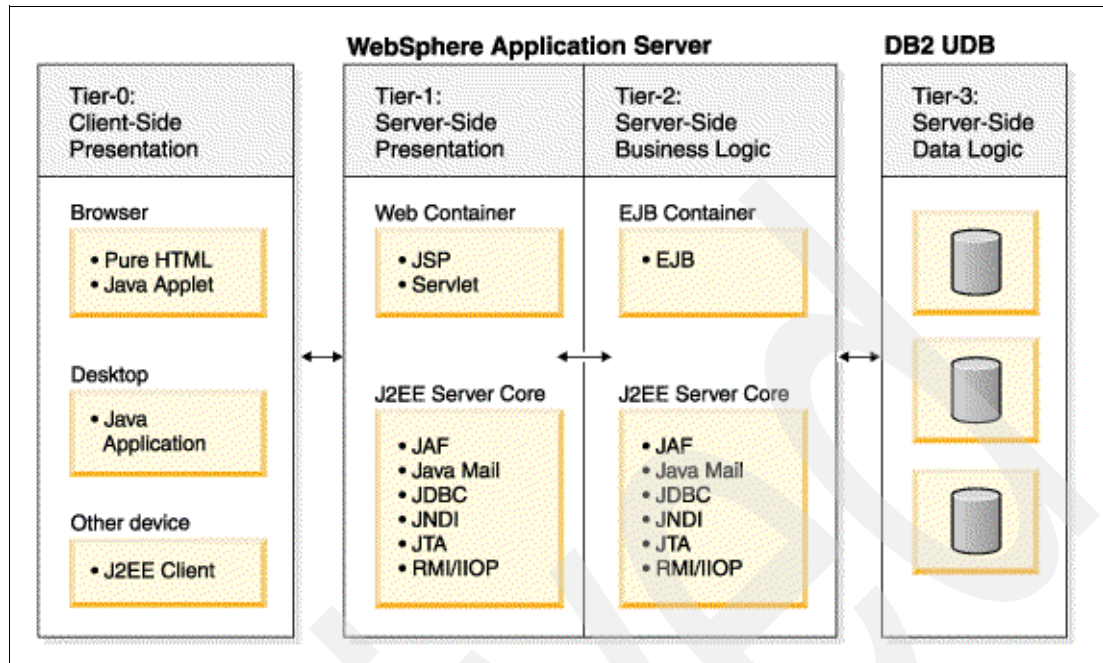 WebSphere Application Server
DB2 UDB
Tier-0:
Client-Side
Presentation
Browser
• Pure HTML
• Java Applet
Desktop
• Java
Application
Other device
• J2EE Client
Tier-1:
Server-Side
Presentation
Web Container
• JSP
• Servlet
J2EE Server Core
• JAF
• Java Mail
• JDBC
• JNDI
• JTA
• RMI/IIOP
Tier-2:
Server-Side
Business Logic
EJB Container
• EJB
J2EE Server Core
• JAF
• Java Mail
• JDBC
• JNDI
• JTA
• RMI/IIOP
Tier-3:
Server-Side
Data Logic